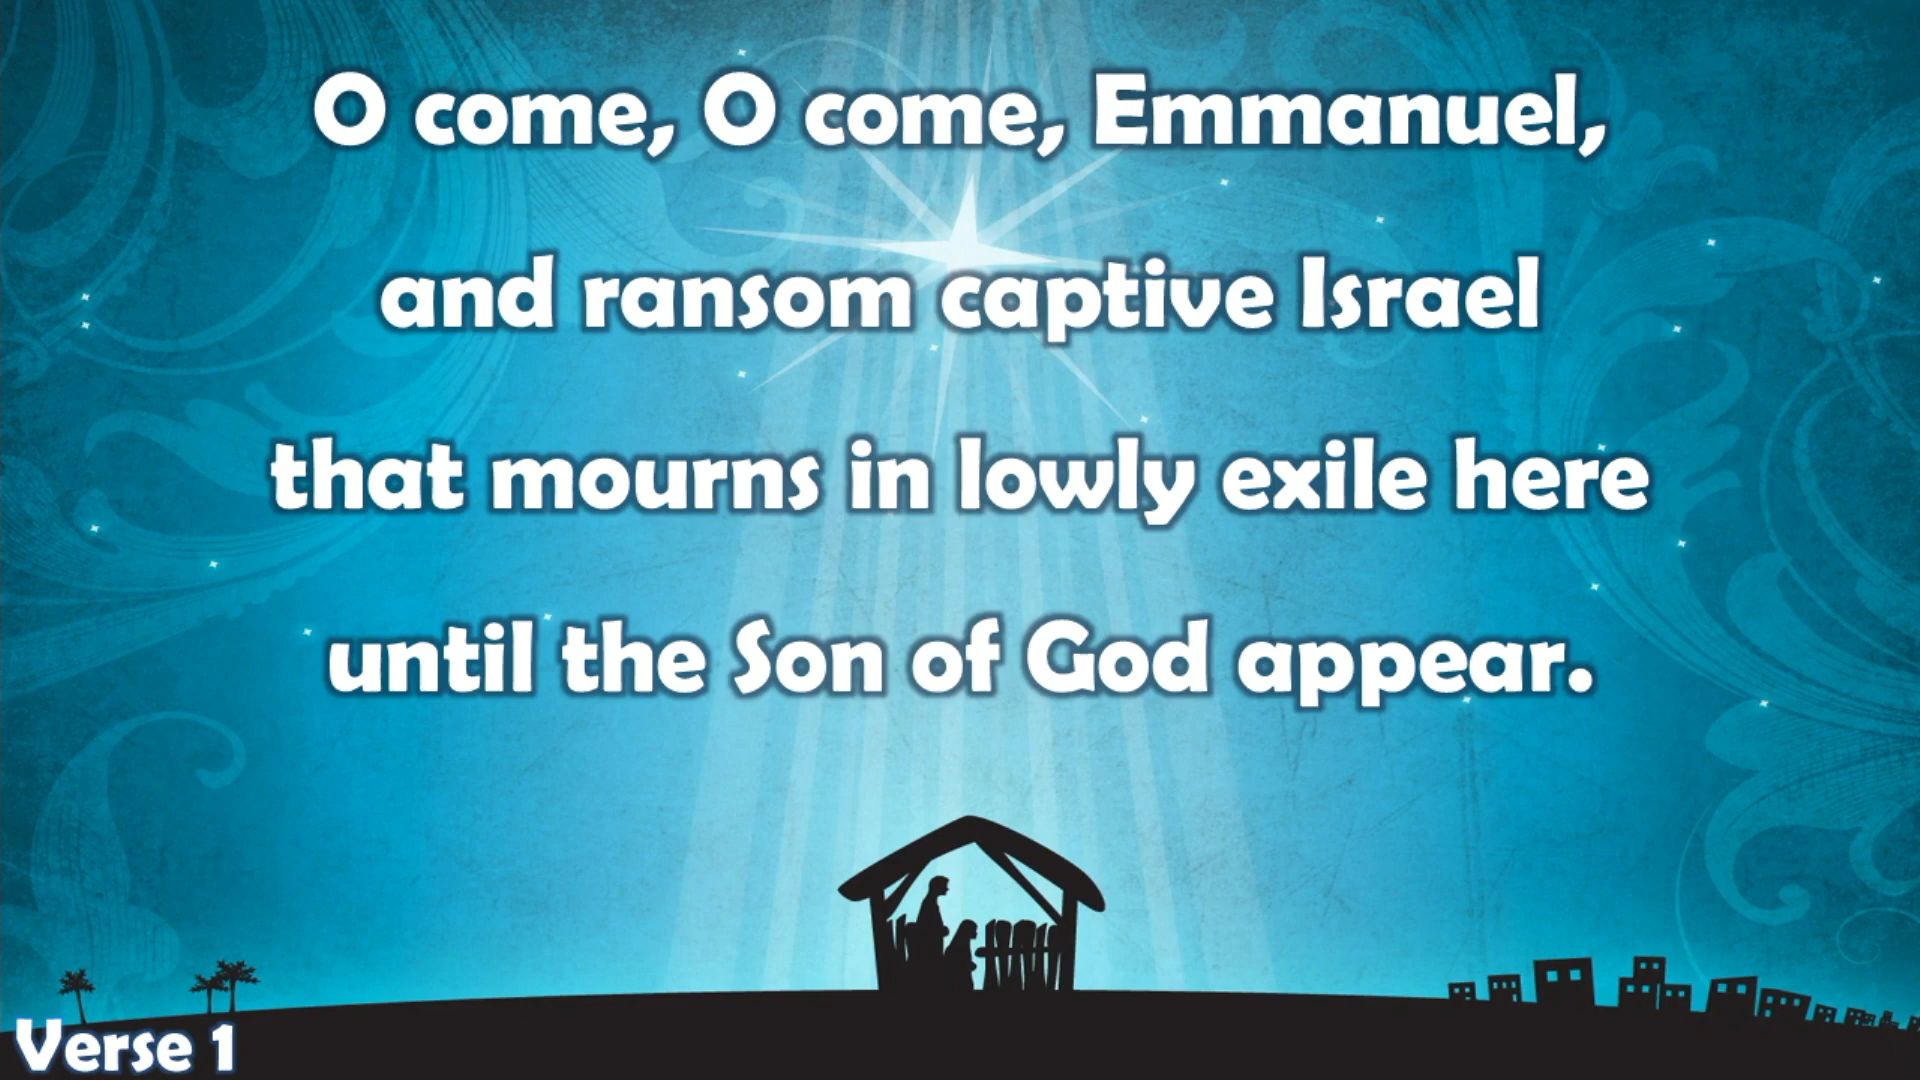 O come, O come, Emmanuel,
and ransom captive Israel
that mourns in lowly exile here
until the Son of God appear.
Verse 1